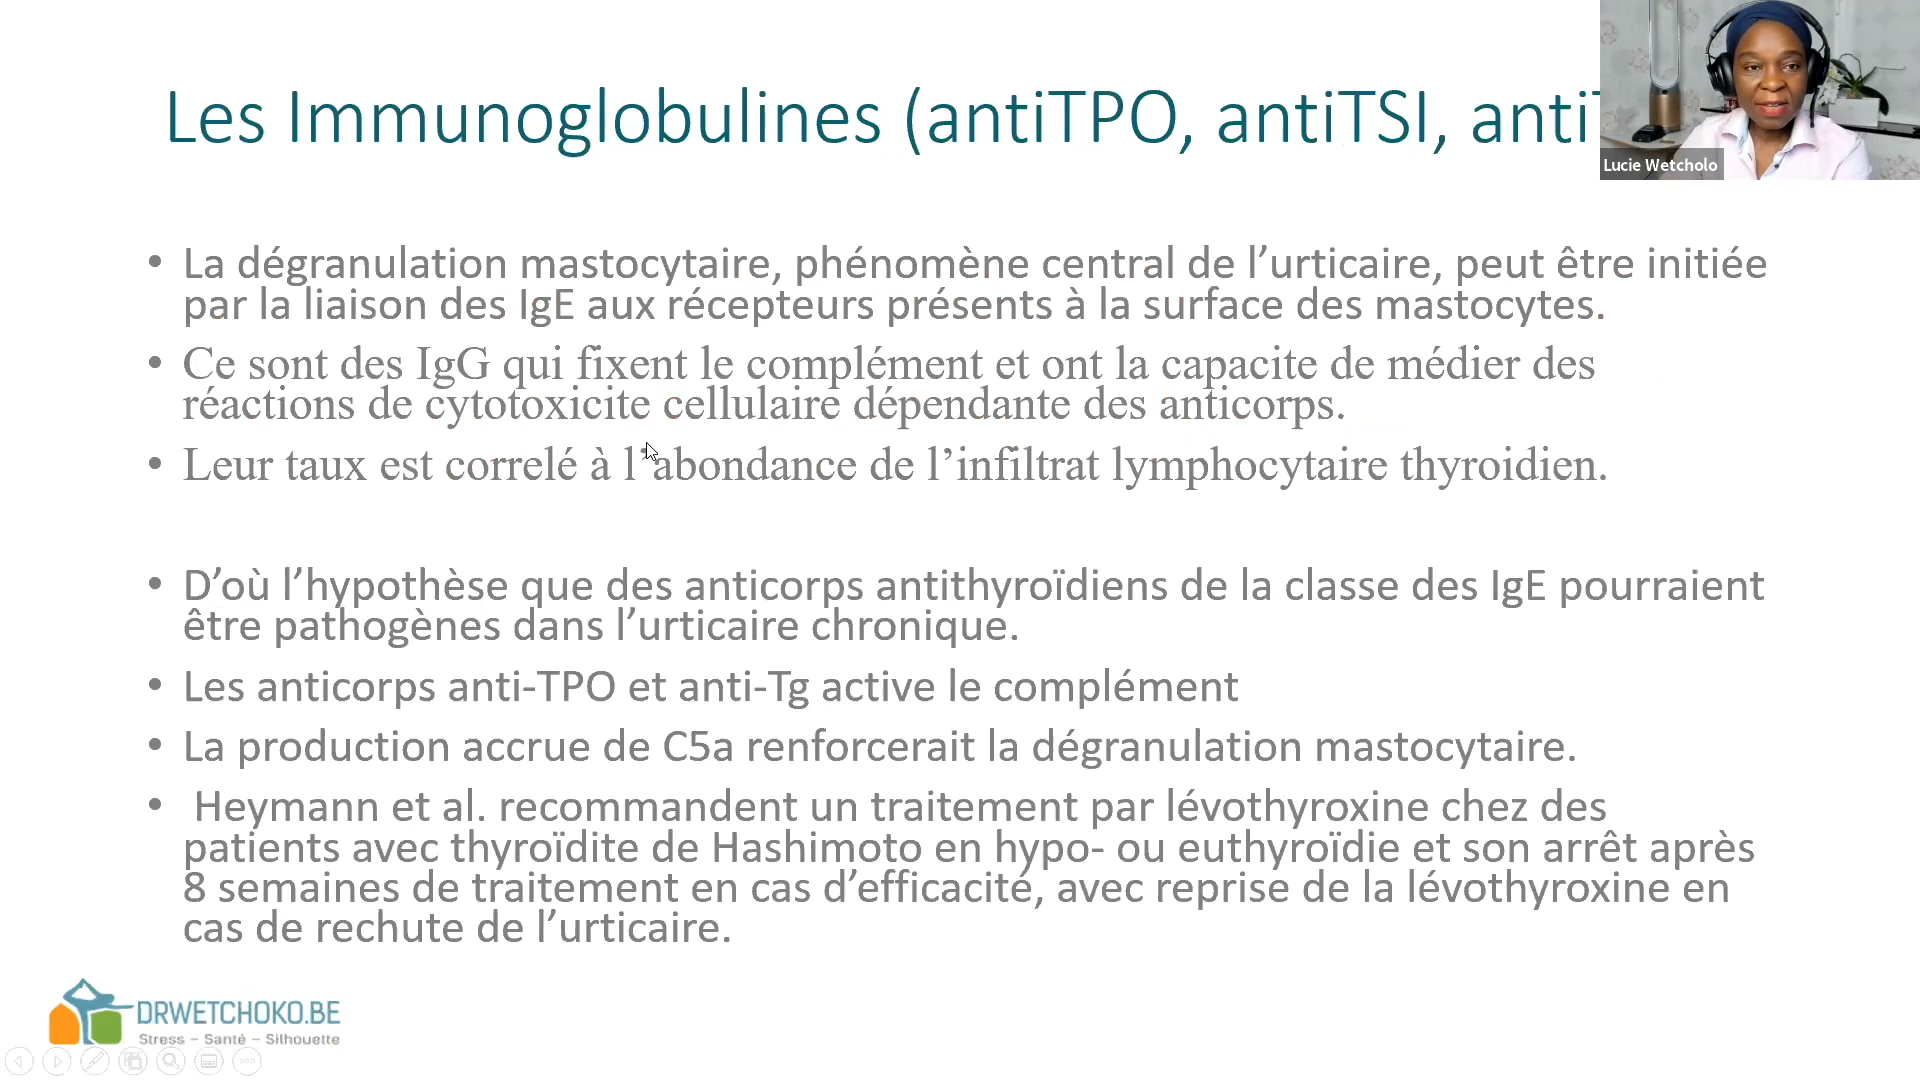 Les Immunoglobulines (antiTPO, antiTSI, anti
Lucie Wetcholo
• La dégranulation mastocytaire, phénomène central de l’urticaire, peut être initiée
par la liaison des IgE aux récepteurs présents à la surface des mastocytes.
• Ce sont des IgG qui fixent le complément et ont la capacite de médier des
réactions de cytotoxicite cellulaire dépendante des anticorps.
• Leur taux est correlé à l’abondance de l’infiltrat lymphocytaire thyroidien.
• D’où l’hypothèse que des anticorps antithyroïdiens de la classe des IgE pourraient
être pathogènes dans l’urticaire chronique.
• Les anticorps anti-TPO et anti-Tg active le complément
• La production accrue de C5a renforcerait la dégranulation mastocytaire.
• Heymann et al. recommandent un traitement par lévothyroxine chez des
patients avec thyroïdite de Hashimoto en hypo- ou euthyroïdie et son arrêt après
8 semaines de traitement en cas d’efficacité, avec reprise de la lévothyroxine en
cas de rechute de l’urticaire.
DRWETCHOKO.BE
Stress – Santé – Silhouette